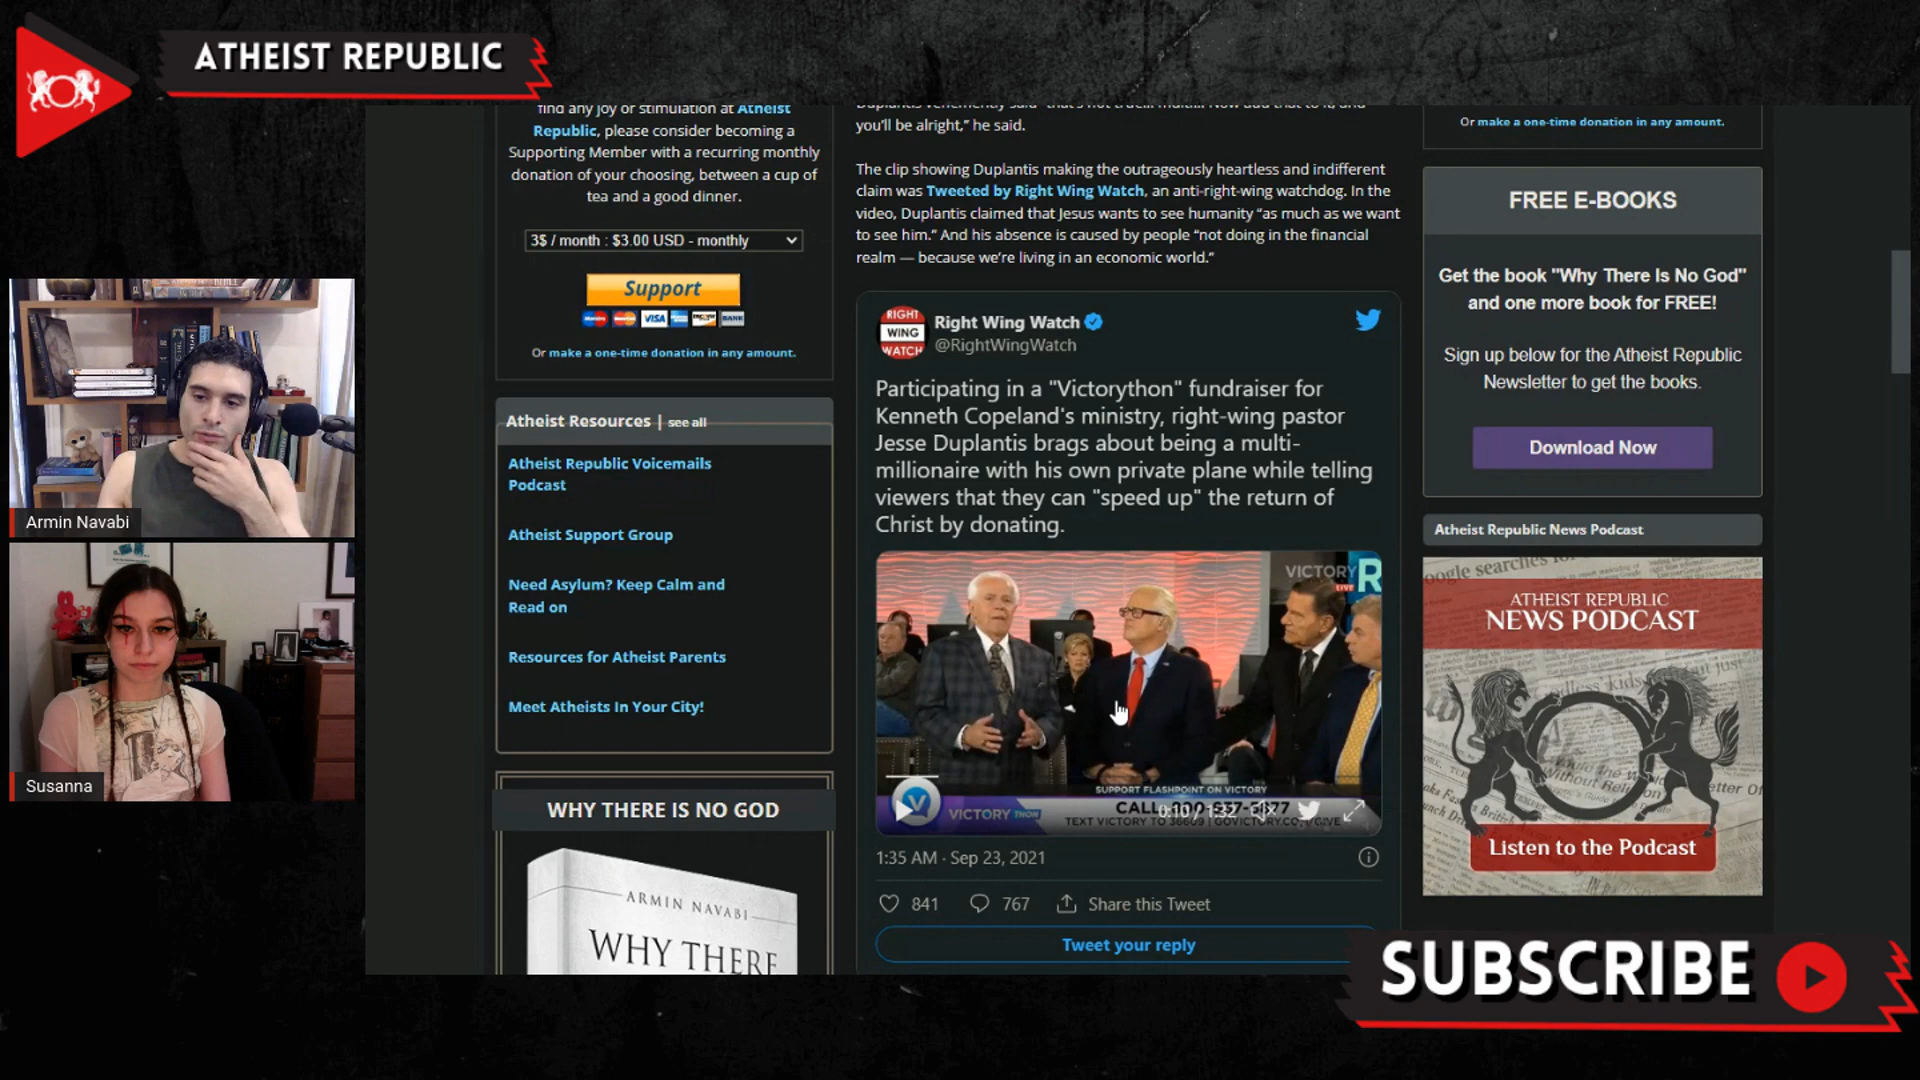 ATHEIST REPUBLIC
find any joy or stimulation at Atheist
Republic, please consider becoming a
Supporting Member with a recurring monthly
donation of your choosing, between a cup of
tea and a good dinner.
3$ / month : $3.00 USD - monthly
Support
VISA
BANK
Or make a one-time donation in any amount.
Atheist Resources | see all
Atheist Republic Voicemails
Podcast
Atheist Support Group
Need Asylum? Keep Calm and
Read on
Resources for Atheist Parents
Meet Atheists In Your City!
WHY THERE IS NO GOD
ARMIN NAVABI
WHY THERE
you'll be alright," he said.
The clip showing Duplantis making the outrageously heartless and indifferent
claim was Tweeted by Right Wing Watch, an anti-right-wing watchdog. In the
video, Duplantis claimed that Jesus wants to see humanity "as much as we want
to see him." And his absence is caused by people "not doing in the financial
realm — because we're living in an economic world."
RIGHT
WING
WATCH
Right Wing Watch
@RightWingWatch
Participating in a "Victorython" fundraiser for
Kenneth Copeland's ministry, right-wing pastor
Jesse Duplantis brags about being a multi-
millionaire with his own private plane while telling
viewers that they can "speed up" the return of
Christ by donating.
VICTORY
LIVE
SUPPORT FLASHPOINT ON VICTORY
VICTORY THON
TEXT VICTORY TO 36609
1:35 AM · Sep 23, 2021
841
767
Share this Tweet
Tweet your reply
Or make a one-time donation in any amount.
FREE E-BOOKS
Get the book "Why There Is No God"
and one more book for FREE!
Sign up below for the Atheist Republic
Newsletter to get the books.
Download Now
Atheist Republic News Podcast
ATHEIST REPUBLIC
NEWS PODCAST
Listen to the Podcast
Armin Navabi
Susanna
SUBSCRIBE